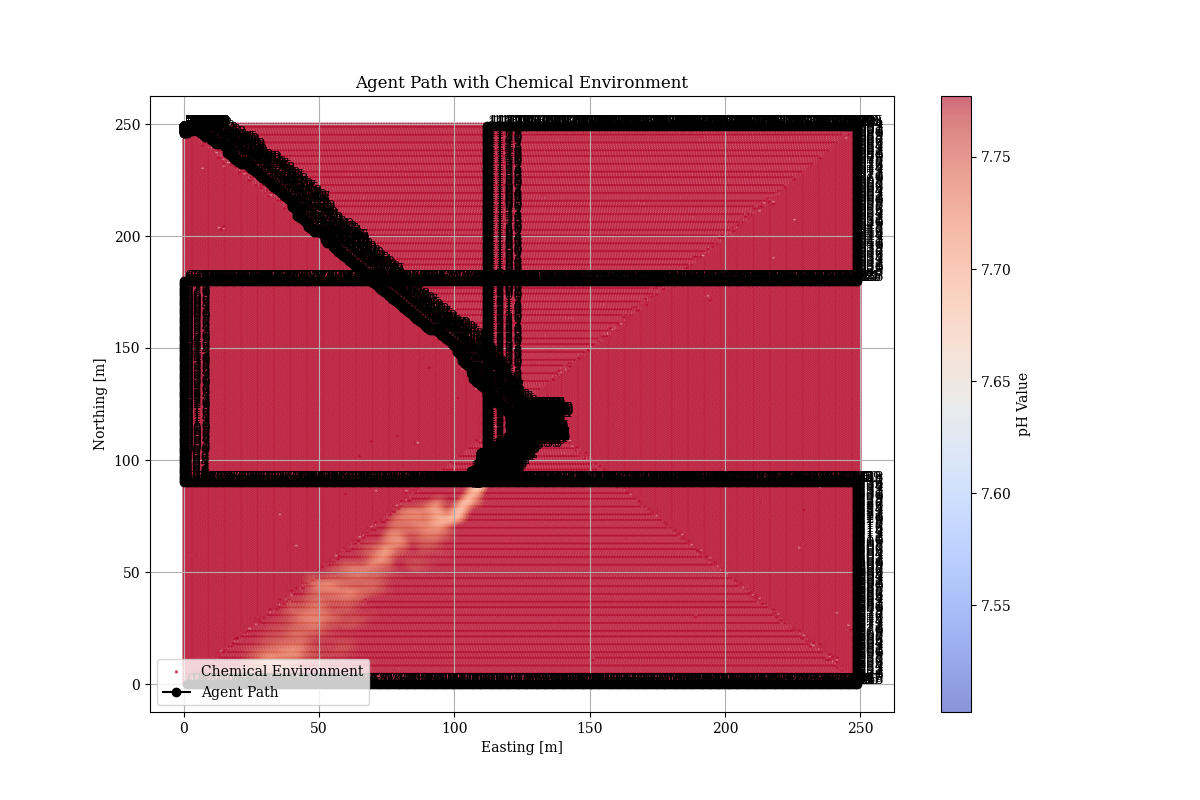 Agent Path with Chemical Environment
250
200
150
100
50
0
Northing [m]
0
50
100
150
200
250
Easting [m]
Chemical Environment
Agent Path
7.75
7.70
7.65
7.60
7.55
pH Value